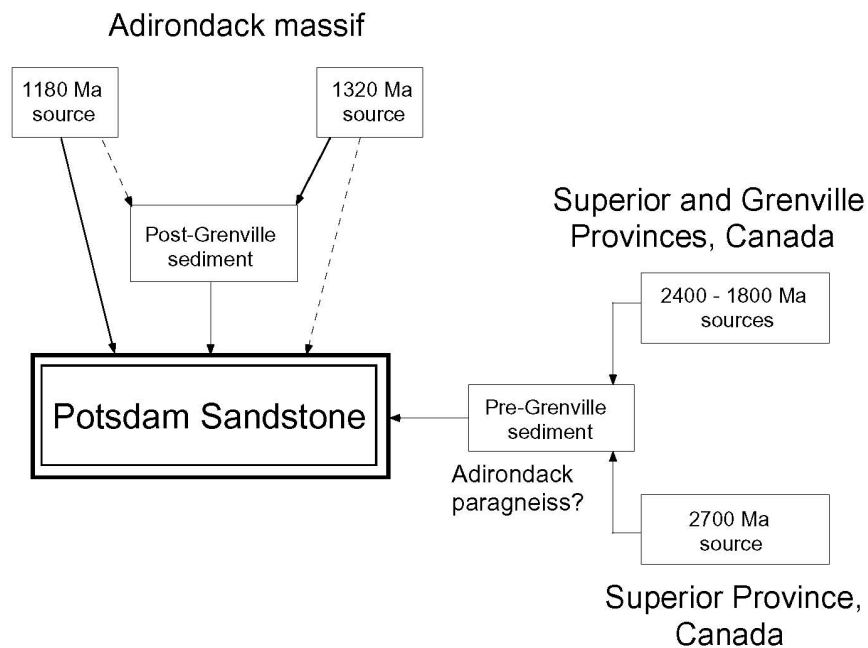 Adirondack massif
1180 Ma
source
1320 Ma
source
Post-Grenville
sediment
Superior and Grenville
Provinces, Canada
2400 - 1800 Ma
sources
Potsdam Sandstone
Pre-Grenville
sediment
Adirondack
paragneiss?
2700 Ma
source
Superior Province,
Canada